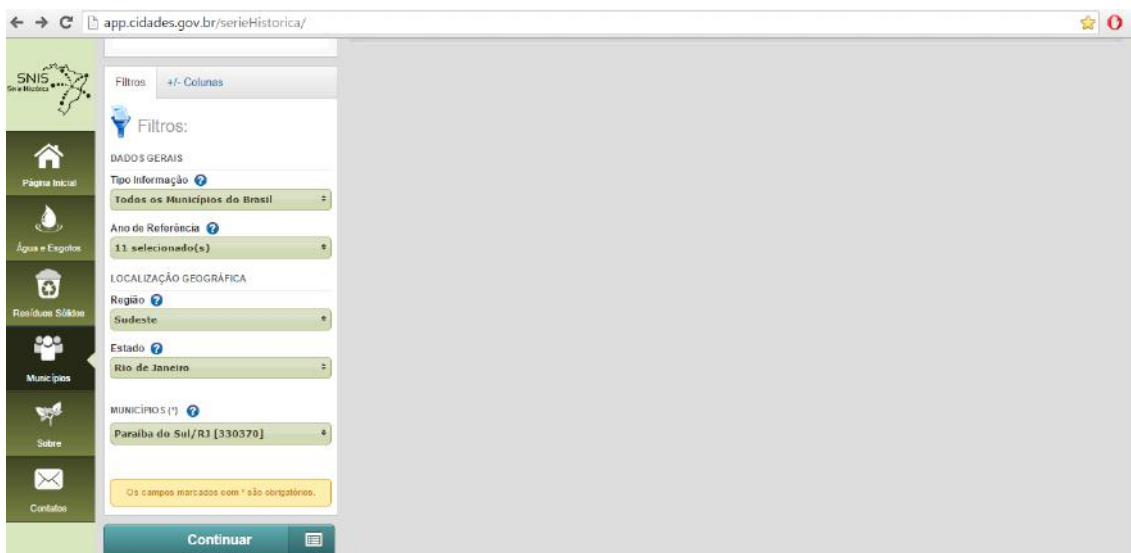 app.cidades.gov.br/serieHistorica/
SNIS
Série Histórica
Página Inicial
Água e Esgotos
Resíduos Sólidos
Municípios
Sobre
Contatos
Filtros
+/- Colunas
Filtros:
DADOS GERAIS
Tipo Informação
Todos os Municípios do Brasil
Ano de Referência
11 selecionado(s)
LOCALIZAÇÃO GEOGRÁFICA
Região
Sudeste
Estado
Rio de Janeiro
MUNICÍPIOS (*)
Paraíba do Sul/RJ [330370]
Os campos marcados com * são obrigatórios.
Continuar